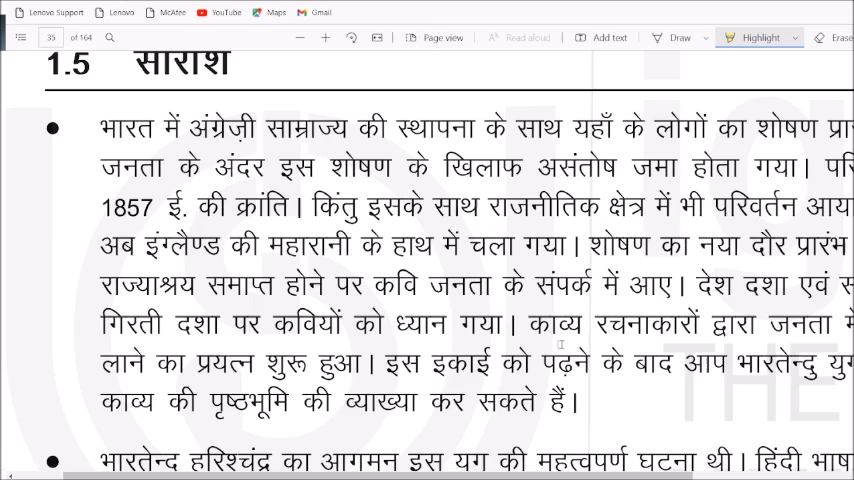 Lenovo Support Lenovo McAfee YouTube Maps Gmail
35 of 164 Page view Read aloud Add text Draw Highlight Erase
1.5 सारांश
भारत में अंग्रेज़ी साम्राज्य की स्थापना के साथ यहाँ के लोगों का शोषण प्रा
जनता के अंदर इस शोषण के खिलाफ असंतोष जमा होता गया। परि
1857 ई. की क्रांति। किंतु इसके साथ राजनीतिक क्षेत्र में भी परिवर्तन आया
अब इंग्लैण्ड की महारानी के हाथ में चला गया। शोषण का नया दौर प्रारंभ
राज्याश्रय समाप्त होने पर कवि जनता के संपर्क में आए। देश दशा एवं स
गिरती दशा पर कवियों को ध्यान गया। काव्य रचनाकारों द्वारा जनता में
लाने का प्रयत्न शुरू हुआ। इस इकाई को पढ़ने के बाद आप भारतेन्दु युग
काव्य की पृष्ठभूमि की व्याख्या कर सकते हैं।
भारतेन्दु हरिश्चंद्र का आगमन इस युग की महत्वपूर्ण घटना थी। हिंदी भाषा
THE